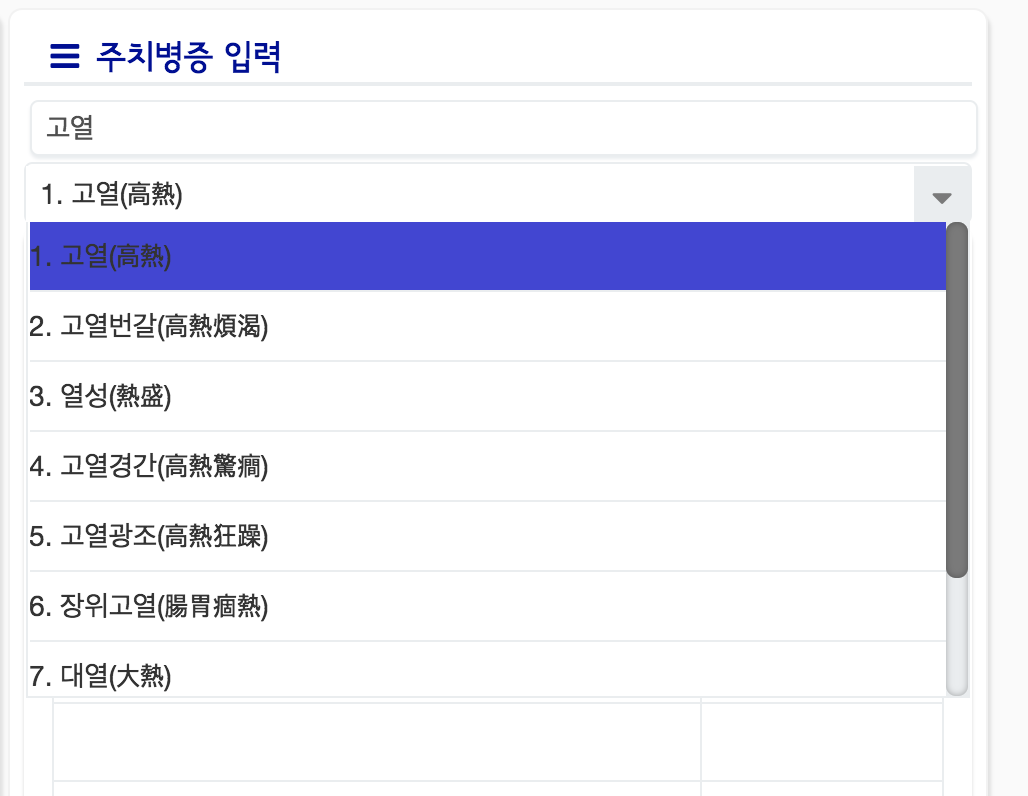 주치병증 입력
고열
1. 고열(高熱)
1. 고열(高熱)
2. 고열번갈(高熱煩渴)
3. 열성(熱盛)
4. 고열경간(高熱驚癎)
5. 고열광조(高熱狂躁)
6. 장위고열(腸胃痼熱)
7. 대열(大熱)